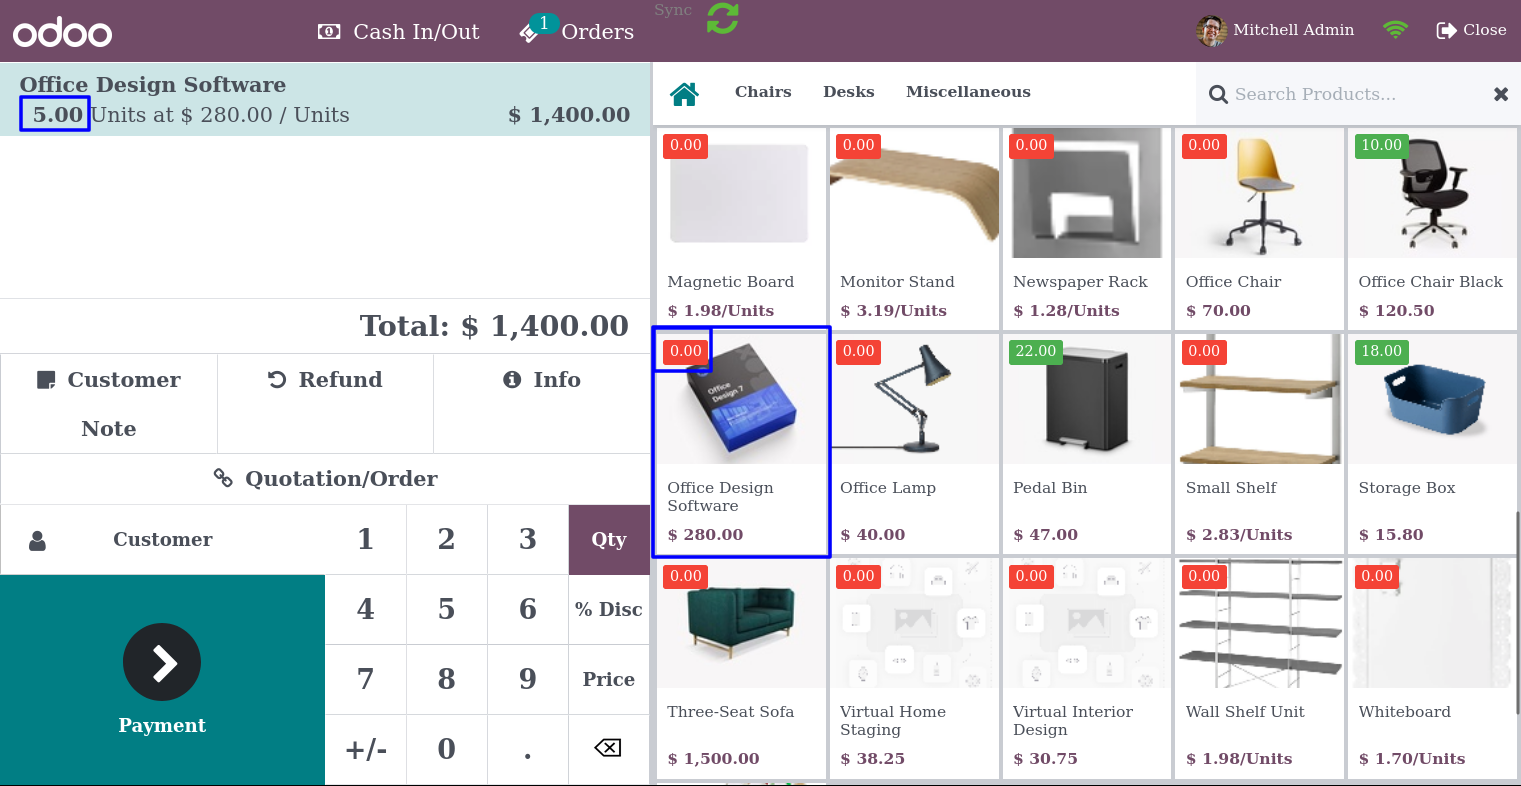 odoo
Cash In/Out
1
Orders
Sync
Mitchell Admin
Close
Office Design Software
5.00 Units at $ 280.00 / Units
$ 1,400.00
Total: $ 1,400.00
Customer Note
Refund
Info
Quotation/Order
Customer
1 2 3 Qty
4 5 6 % Disc
7 8 9 Price
+/- 0 .
Payment
Chairs
Desks
Miscellaneous
Search Products...
0.00
Magnetic Board
$ 1.98/Units
0.00
Monitor Stand
$ 3.19/Units
0.00
Newspaper Rack
$ 1.28/Units
0.00
Office Chair
$ 70.00
10.00
Office Chair Black
$ 120.50
0.00
Office
Design 7
Office Design
Software
$ 280.00
0.00
Office Lamp
$ 40.00
22.00
Pedal Bin
$ 47.00
0.00
Small Shelf
$ 2.83/Units
18.00
Storage Box
$ 15.80
0.00
Three-Seat Sofa
$ 1,500.00
0.00
Virtual Home
Staging
$ 38.25
0.00
Virtual Interior
Design
$ 30.75
0.00
Wall Shelf Unit
$ 1.98/Units
0.00
Whiteboard
$ 1.70/Units